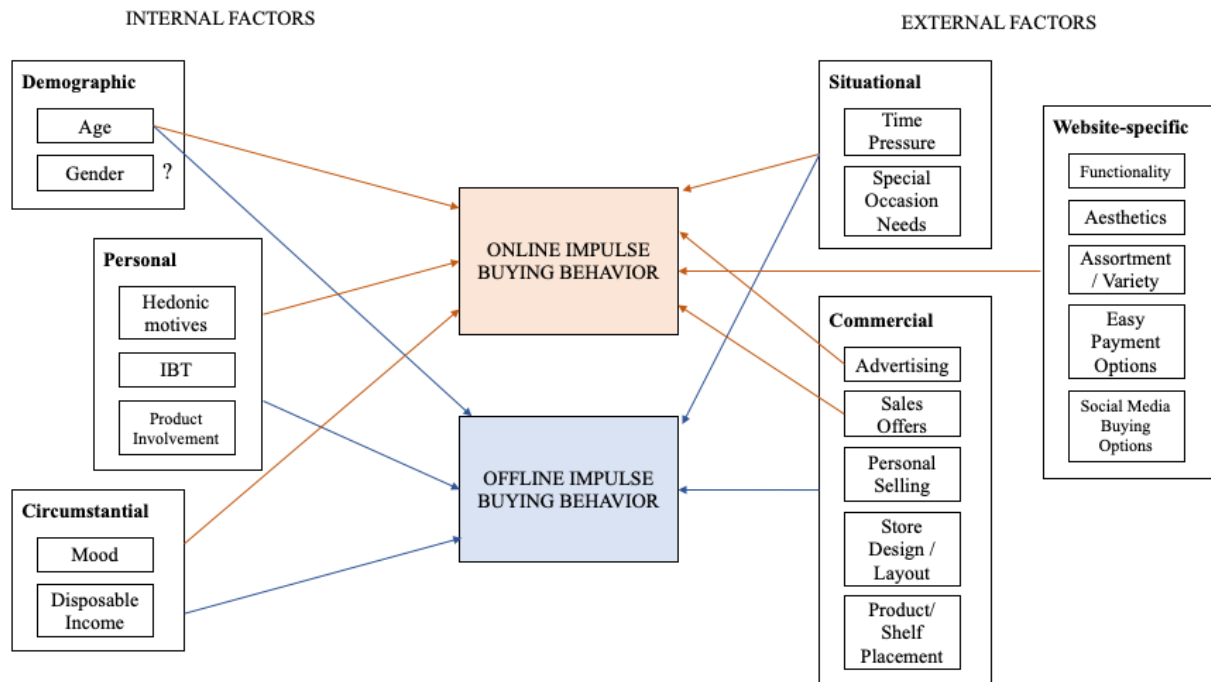 INTERNAL FACTORS
EXTERNAL FACTORS
Demographic
Age
Gender
?
Personal
Hedonic
motives
IBT
Product
Involvement
Circumstantial
Mood
Disposable
Income
ONLINE IMPULSE
BUYING BEHAVIOR
OFFLINE IMPULSE
BUYING BEHAVIOR
Situational
Time
Pressure
Special
Occasion
Needs
Commercial
Advertising
Sales
Offers
Personal
Selling
Store
Design /
Layout
Product/
Shelf
Placement
Website-specific
Functionality
Aesthetics
Assortment
/ Variety
Easy
Payment
Options
Social Media
Buying
Options